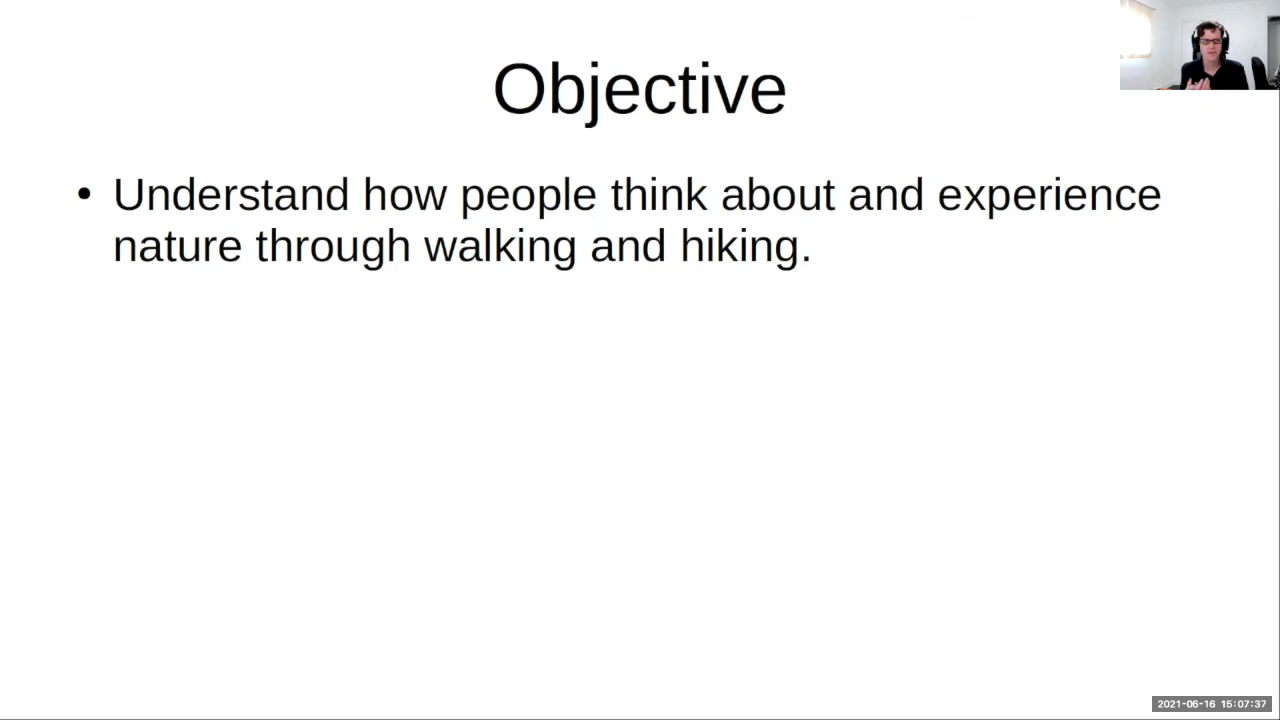 Objective
• Understand how people think about and experience
nature through walking and hiking.
2021-06-16 15:07:37